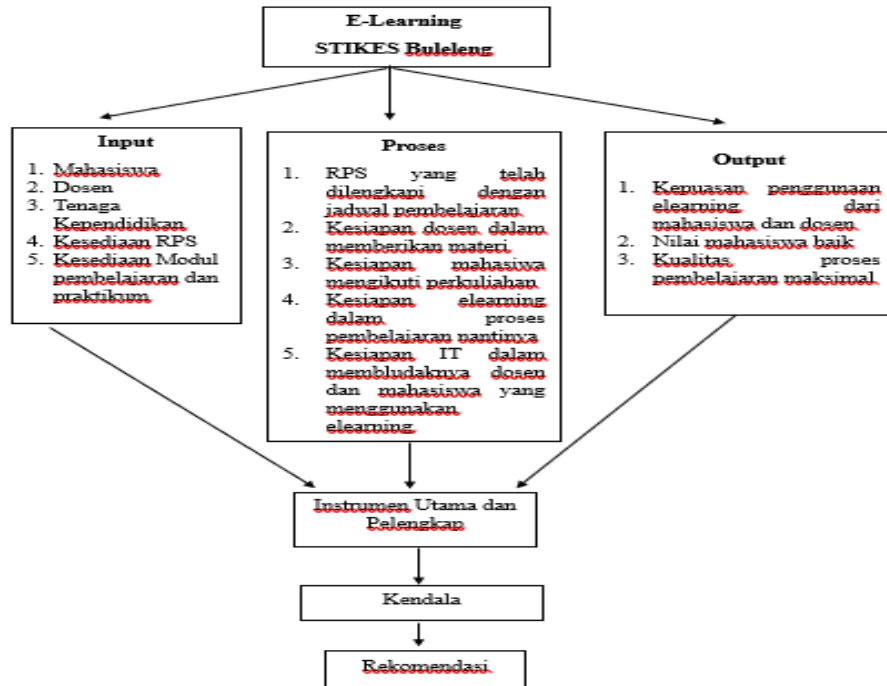 E-Learning
STIKES Buleleng
Input
1. Mahasiswa
2. Dosen
3. Tenaga
Kependidikan
4. Kesediaan RPS
5. Kesediaan Modul
pembelajaran dan
praktikum
Proses
1. RPS yang telah
dilengkapi dengan
jadwal pembelajaran
2. Kesiapan dosen dalam
memberikan materi
3. Kesiapan mahasiwa
mengikuti perkuliahan
4. Kesiapan elearning
dalam proses
pembelajaran nantinya
5. Kesiapan IT dalam
membludaknya dosen
dan mahasiswa yang
menggunakan
elearning
Output
1. Kepuasan penggunaan
elearning dari
mahasiswa dan dosen
2. Nilai mahasiswa baik
3. Kualitas proses
pembelajaran maksimal
Instrumen Utama dan
Pelengkap
Kendala
Rekomendasi